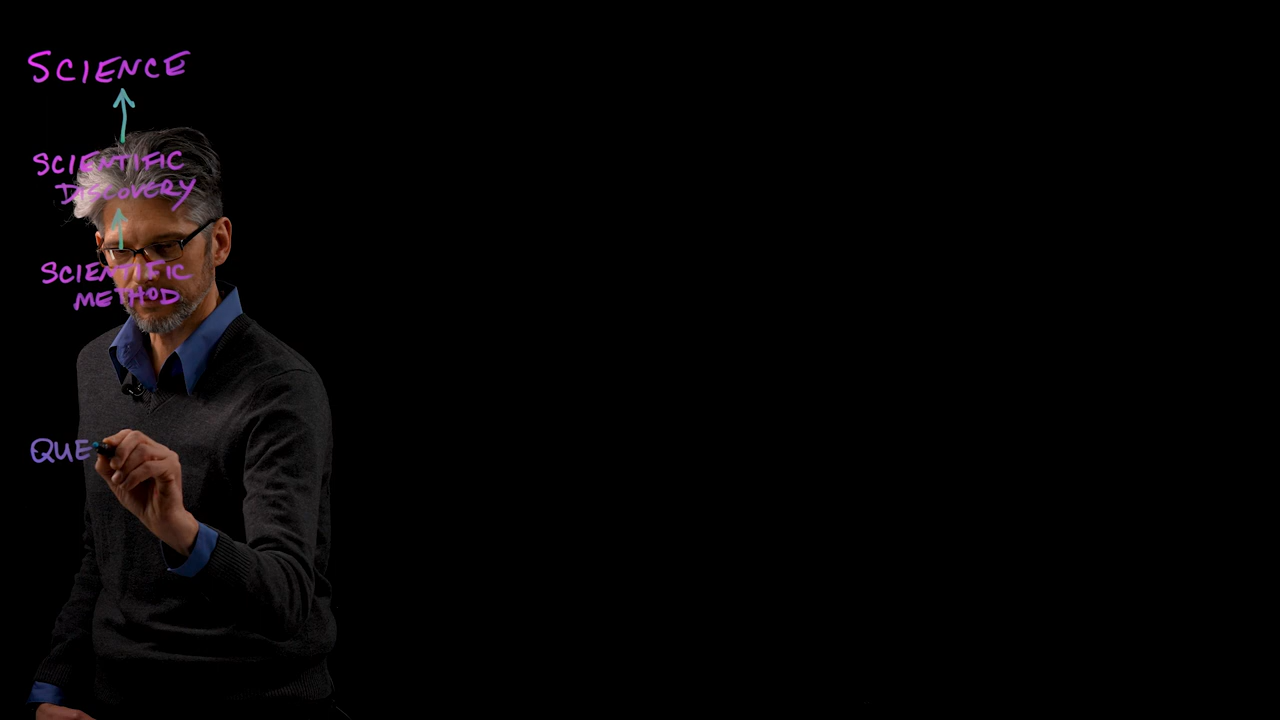 SCIENCE
SCIENTIFIC
DISCOVERY
SCIENTIFIC
METHOD
QUE